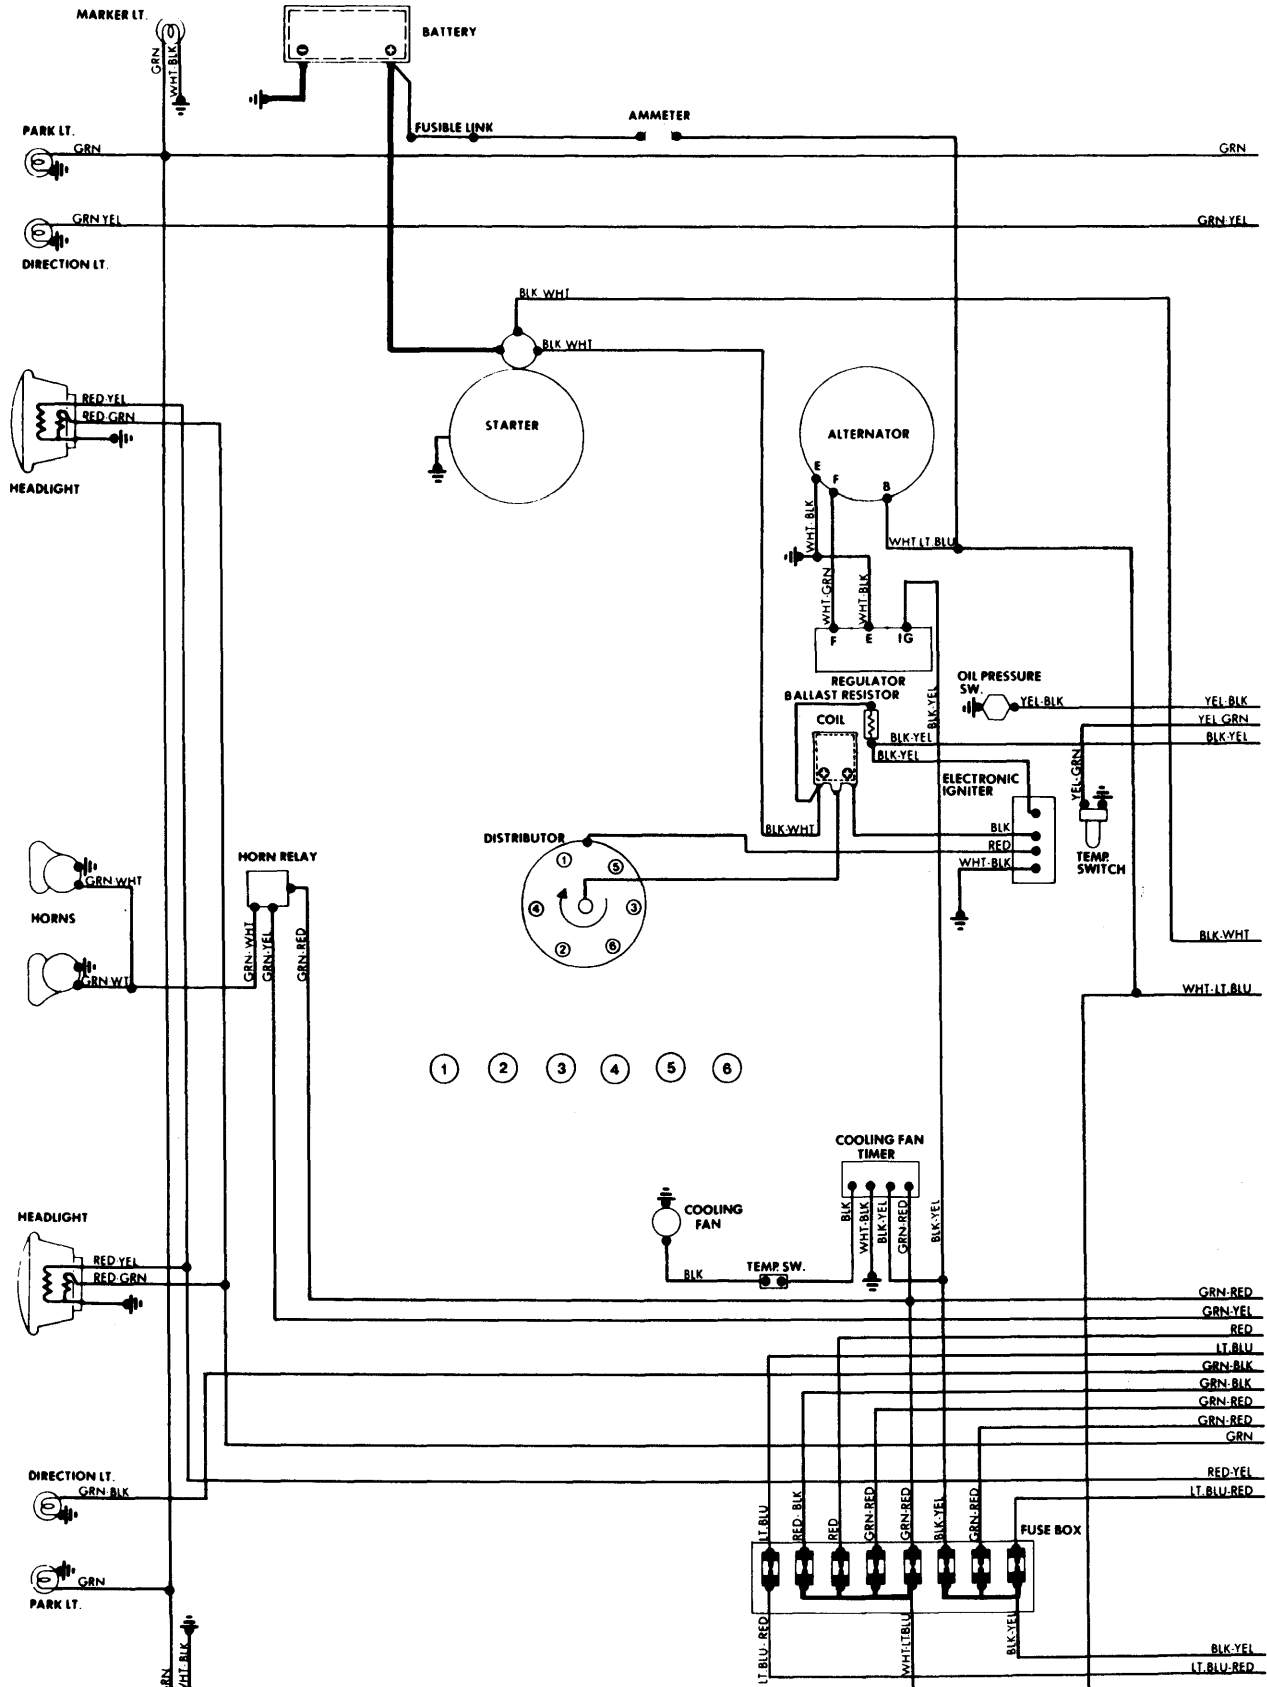 MARKER LT.
BATTERY
GRN
WHT-BLK
FUSIBLE LINK
AMMETER
PARK LT.
GRN
GRN
GRN YEL
GRN-YEL
DIRECTION LT.
BLK WHT
BLK WHT
RED-YEL
RED-GRN
HEADLIGHT
STARTER
ALTERNATOR
E
F
B
WHT-BLK
WHT LT. BLU
WHT-GRN
WHT-BLK
F
E
IG
REGULATOR
BALLAST RESISTOR
OIL PRESSURE
SW.
YEL-BLK
YEL-BLK
YEL GRN
BLK-YEL
BLK-YEL
COIL
BLK-YEL
BLK-YEL
YEL-GRN
ELECTRONIC
IGNITER
BLK-WHT
BLK
RED
WHT-BLK
TEMP.
SWITCH
DISTRIBUTOR
1
5
4
3
2
6
HORN RELAY
GRN WHT
HORNS
GRN WT
GRN-WHT
GRN-YEL
GRN-RED
BLK-WHT
WHT-LT.BLU
1 2 3 4 5 6
COOLING FAN
TIMER
COOLING
FAN
BLK
WHT-BLK
BLK-YEL
GRN-RED
BLK-YEL
BLK
TEMP. SW.
HEADLIGHT
RED-YEL
RED-GRN
GRN-RED
GRN-YEL
RED
LT.BLU
GRN-BLK
GRN-BLK
GRN-RED
GRN-RED
GRN
RED-YEL
LT.BLU-RED
DIRECTION LT.
GRN-BLK
LT.BLU
RED-BLK
RED
GRN-RED
GRN-RED
BLK-YEL
GRN-RED
FUSE BOX
GRN
PARK LT.
LT.BLU-RED
WHT-LT.BLU
BLK-YEL
BLK-YEL
LT.BLU-RED